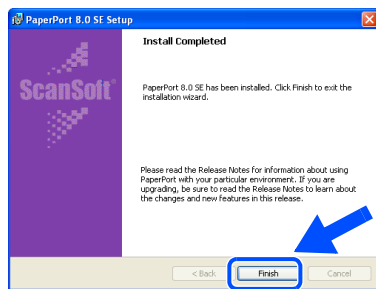 PaperPort 8.0 SE Setup
Install Completed
ScanSoft®
PaperPort 8.0 SE has been installed. Click Finish to exit the
installation wizard.
Please read the Release Notes for information about using
PaperPort with your particular environment. If you are
upgrading, be sure to read the Release Notes to learn about
the changes and new features in this release.
< Back Finish Cancel